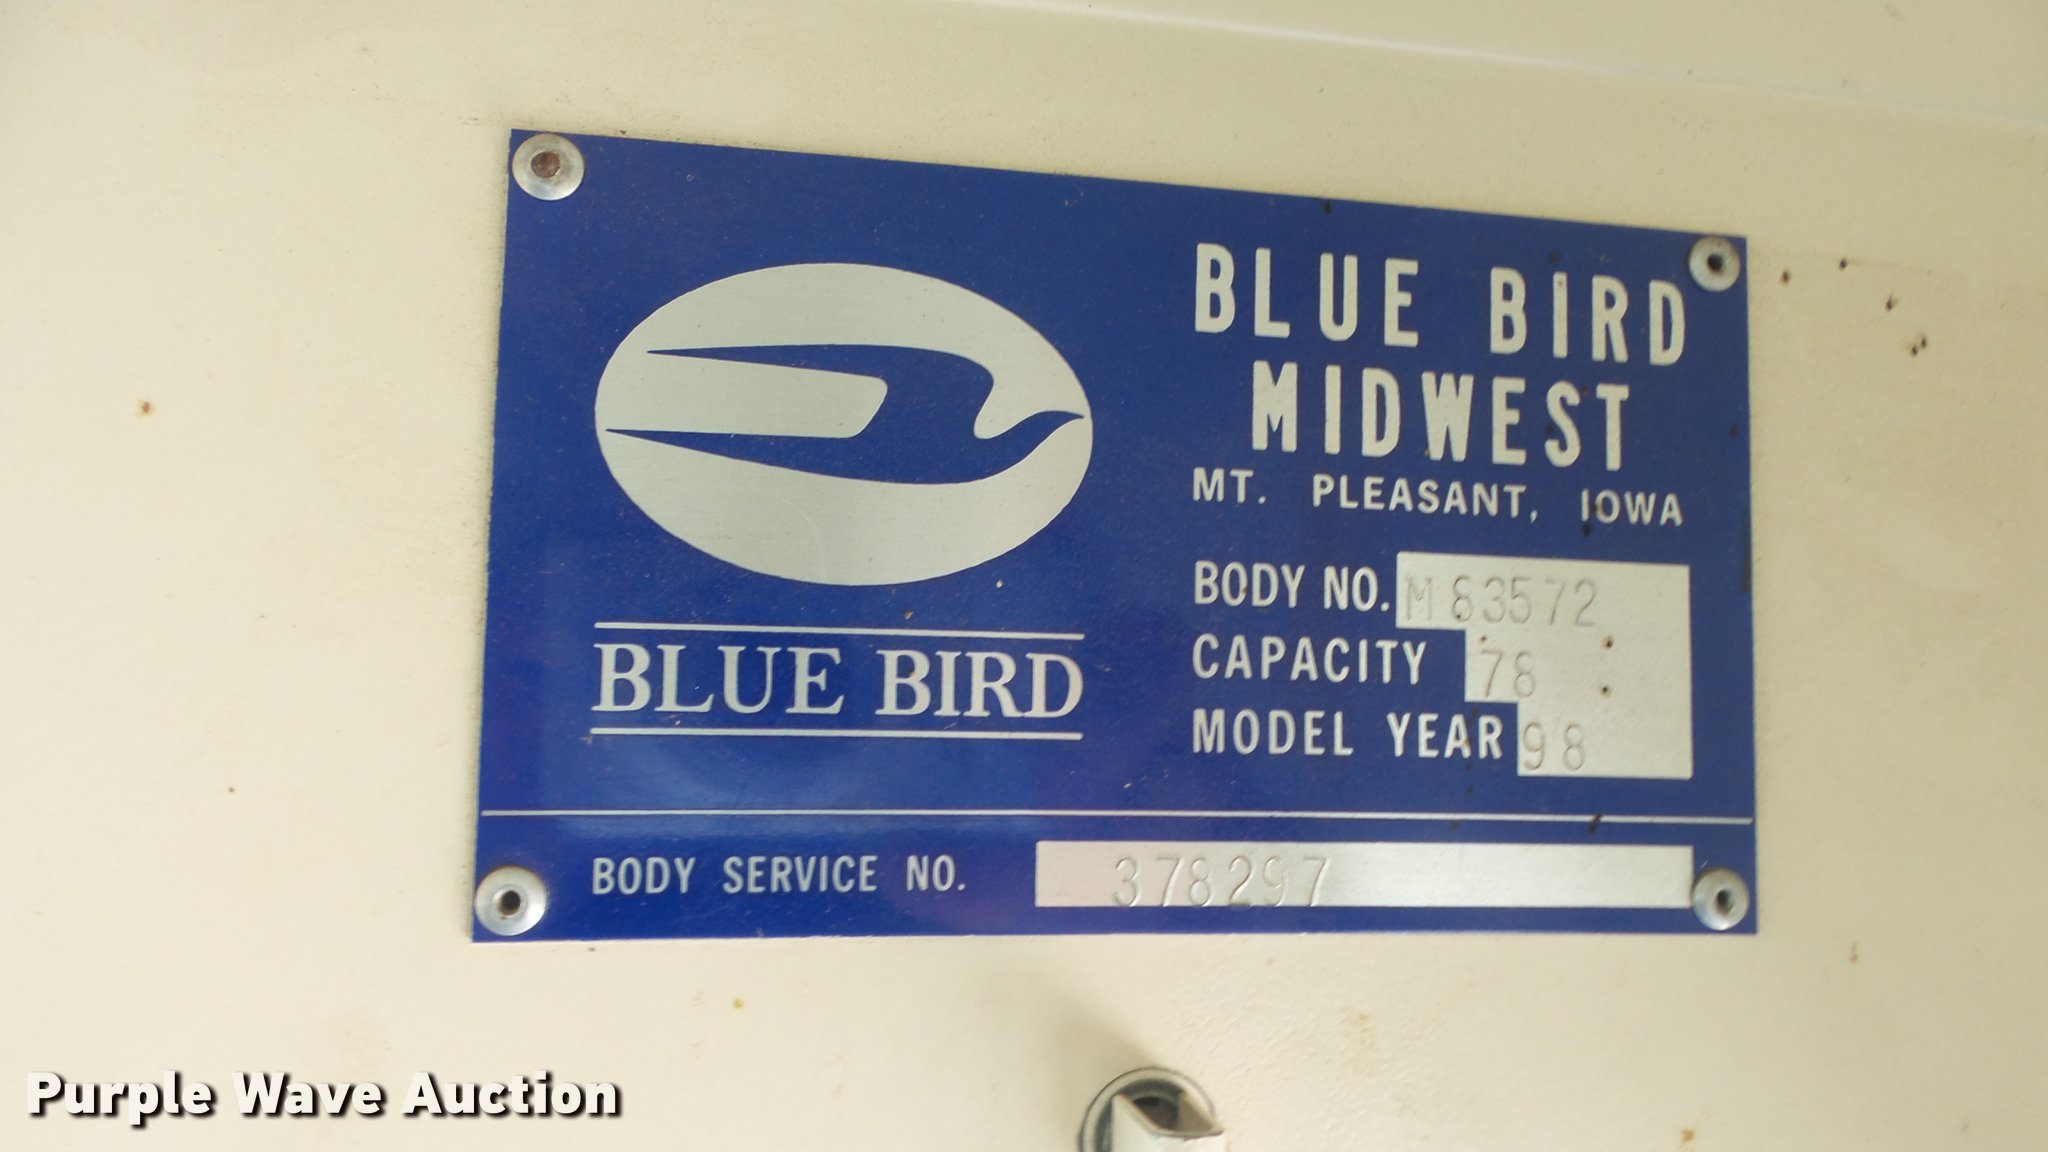 BLUE BIRD
MIDWEST
MT. PLEASANT, IOWA
BODY NO. M83572
CAPACITY 78
MODEL YEAR 98
BLUE BIRD
BODY SERVICE NO. 378297
Purple Wave Auction